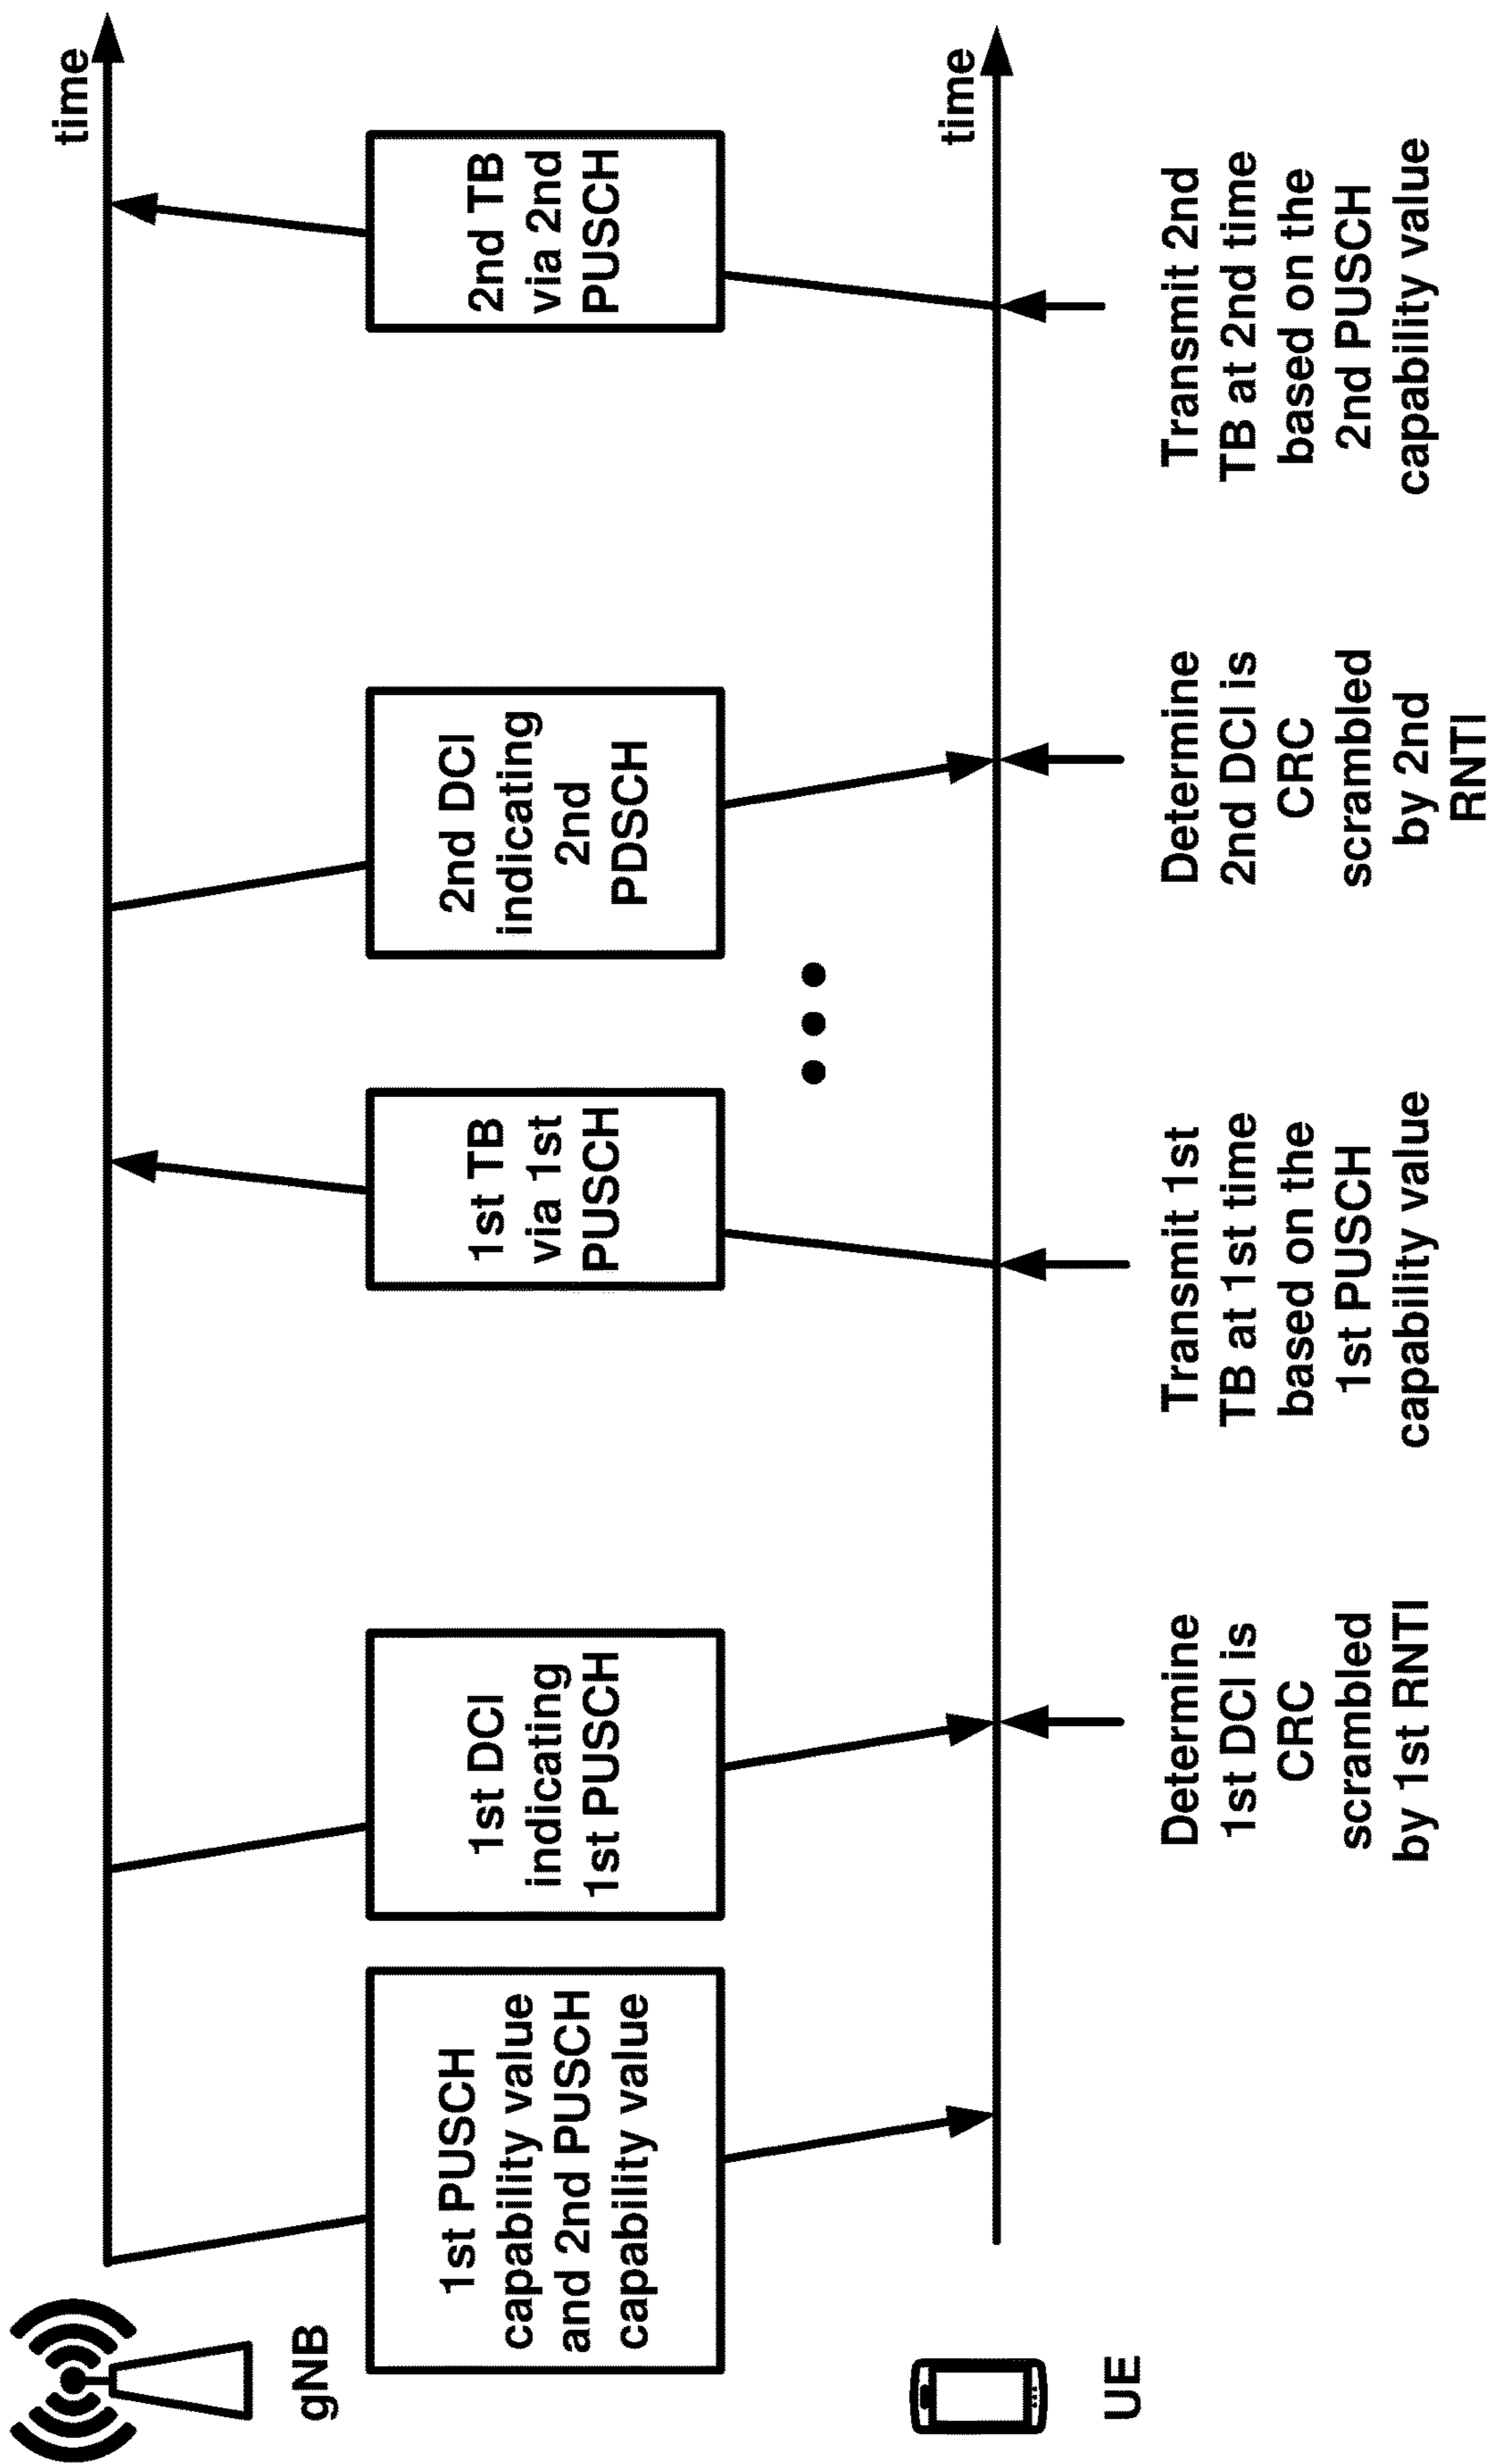 time
gNB
1st PUSCH
capability value
and 2nd PUSCH
capability value
1st DCI
indicating
1st PUSCH
1st TB
via 1st
PUSCH
2nd DCI
indicating
2nd
PDSCH
2nd TB
via 2nd
PUSCH
time
UE
Determine
1st DCI is
CRC
scrambled
by 1st RNTI
Transmit 1st
TB at 1st time
based on the
1st PUSCH
capability value
Determine
2nd DCI is
CRC
scrambled
by 2nd
RNTI
Transmit 2nd
TB at 2nd time
based on the
2nd PUSCH
capability value